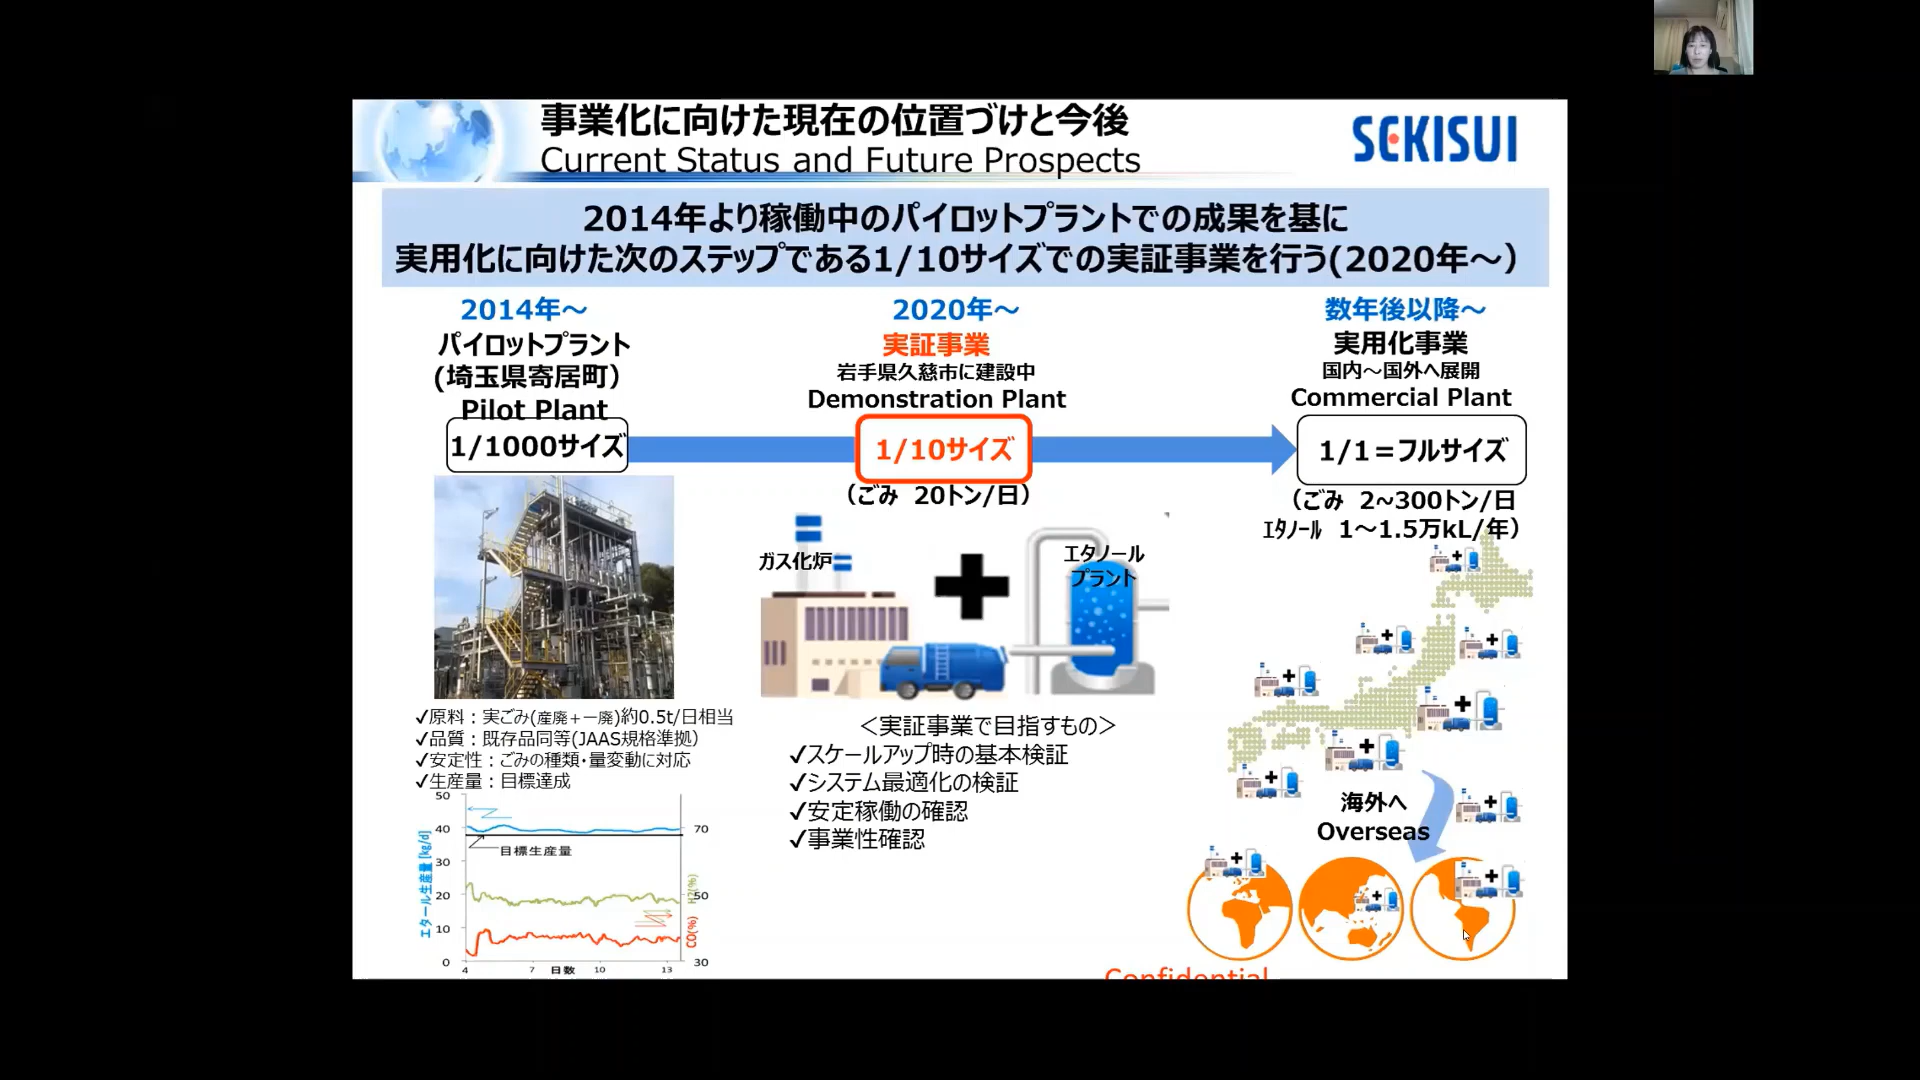 事業化に向けた現在の位置づけと今後
Current Status and Future Prospects
SEKISUI
2014年より稼働中のパイロットプラントでの成果を基に
実用化に向けた次のステップである1/10サイズでの実証事業を行う(2020年～)
2014年～
パイロットプラント
(埼玉県寄居町)
Pilot Plant
1/1000サイズ
✓原料：実ごみ(産廃+一廃)約0.5t/日相当
✓品質：既存品同等(JAAS規格準拠)
✓安定性：ごみの種類・量変動に対応
✓生産量：目標達成
50
40
30
20
10
0
エタール生産量 [kg/d]
目標生産量
70
50
30
H2(%)
CO(%)
4
7
日数
10
13
2020年～
実証事業
岩手県久慈市に建設中
Demonstration Plant
1/10サイズ
(ごみ 20トン/日)
ガス化炉
エタノール
プラント
＜実証事業で目指すもの＞
✓スケールアップ時の基本検証
✓システム最適化の検証
✓安定稼働の確認
✓事業性確認
数年後以降～
実用化事業
国内～国外へ展開
Commercial Plant
1/1＝フルサイズ
(ごみ 2~300トン/日
ｴﾀﾉｰﾙ 1～1.5万kL/年)
海外へ
Overseas
Confidential